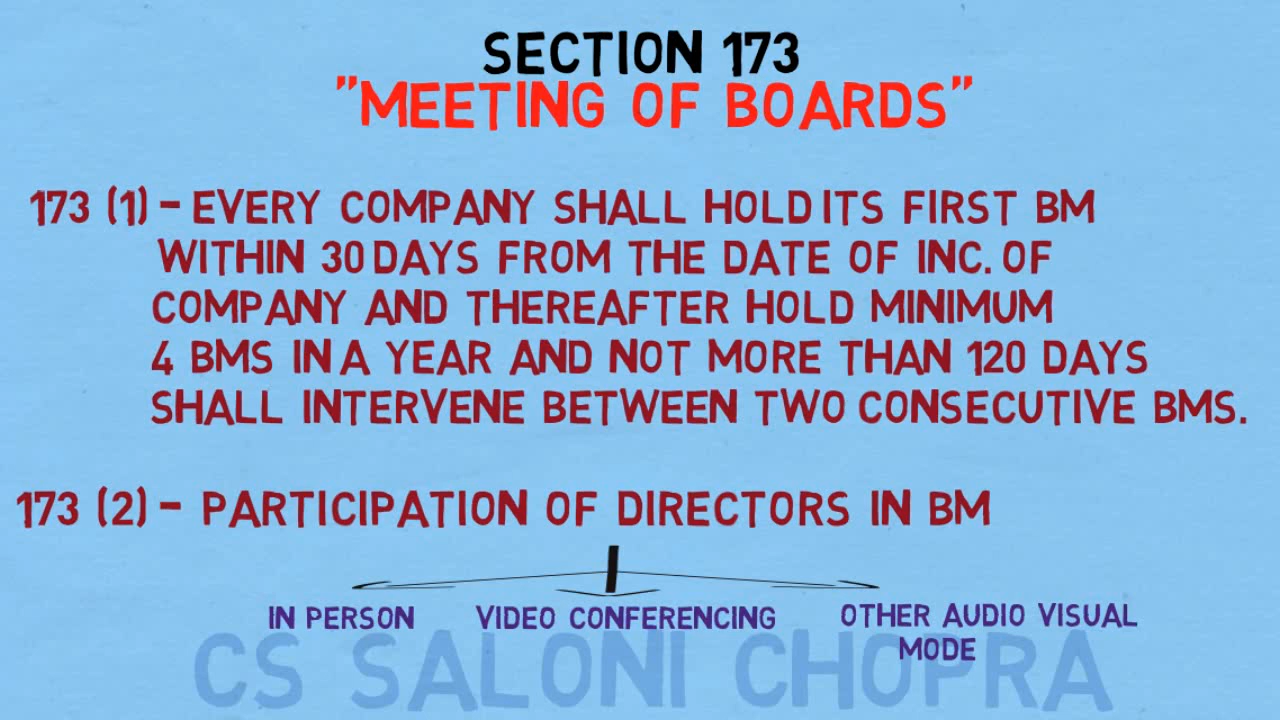 SECTION 173
"MEETING OF BOARDS"
173 (1) - EVERY COMPANY SHALL HOLD ITS FIRST BM
WITHIN 30 DAYS FROM THE DATE OF INC. OF
COMPANY AND THEREAFTER HOLD MINIMUM
4 BMS IN A YEAR AND NOT MORE THAN 120 DAYS
SHALL INTERVENE BETWEEN TWO CONSECUTIVE BMS.
173 (2) - PARTICIPATION OF DIRECTORS IN BM
IN PERSON VIDEO CONFERENCING OTHER AUDIO VISUAL
MODE
CS SALONI CHOPRA